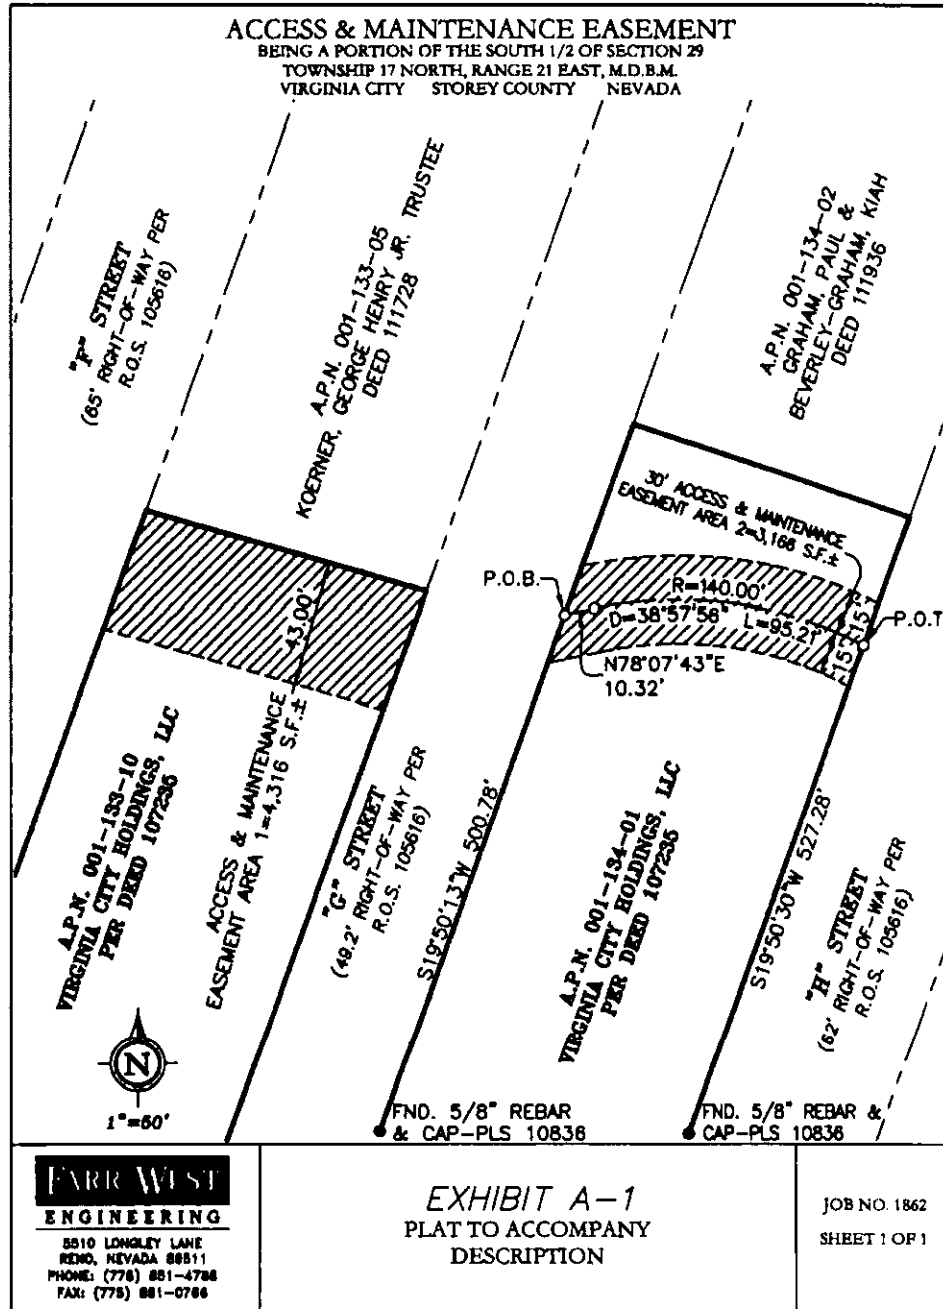 ACCESS & MAINTENANCE EASEMENT
BEING A PORTION OF THE SOUTH 1/2 OF SECTION 29
TOWNSHIP 17 NORTH, RANGE 21 EAST, M.D.B.M.
VIRGINIA CITY STOREY COUNTY NEVADA
"F" STREET
(65' RIGHT-OF-WAY PER
R.O.S. 105616)
A.P.N. 001-133-05
KOERNER, GEORGE HENRY JR. TRUSTEE
DEED 111728
A.P.N. 001-134-02
GRAHAM, PAUL &
BEVERLEY-GRAHAM, KIAH
DEED 111936
30' ACCESS & MAINTENANCE
EASEMENT AREA 2=3,166 S.F.±
P.O.B.
R=140.00'
D=38°57'56"
L=95.21'
15'
15'
P.O.T.
N78°07'43"E
10.32'
43.00'
ACCESS & MAINTENANCE
EASEMENT AREA 1=4,316 S.F.±
A.P.N. 001-133-10
VIRGINIA CITY HOLDINGS, LLC
PER DEED 107235
"G" STREET
(49.2' RIGHT-OF-WAY PER
R.O.S. 105616)
S19°50'13"W 500.78'
A.P.N. 001-134-01
VIRGINIA CITY HOLDINGS, LLC
PER DEED 107235
S19°50'30"W 527.28'
"H" STREET
(62' RIGHT-OF-WAY PER
R.O.S. 105616)
N
1"=50'
FND. 5/8" REBAR
& CAP-PLS 10836
FND. 5/8" REBAR &
CAP-PLS 10836
FARR WEST
ENGINEERING
5510 LONGLEY LANE
RENO, NEVADA 89511
PHONE: (775) 851-4788
FAX: (775) 851-0766
EXHIBIT A-1
PLAT TO ACCOMPANY
DESCRIPTION
JOB NO. 1862
SHEET 1 OF 1